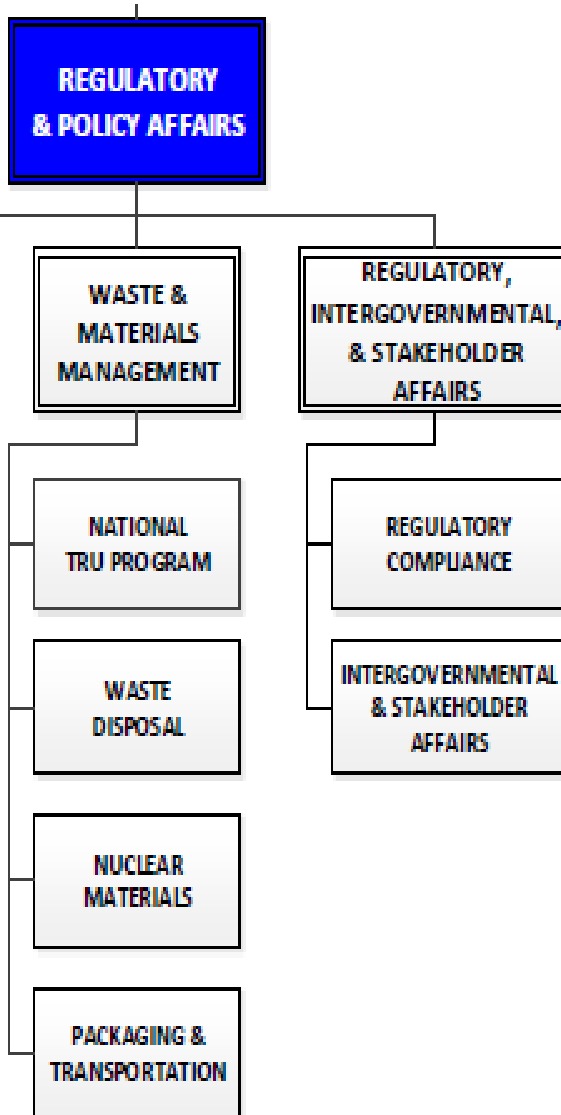 REGULATORY
& POLICY AFFAIRS
WASTE &
MATERIALS
MANAGEMENT
REGULATORY,
INTERGOVERNMENTAL,
& STAKEHOLDER
AFFAIRS
NATIONAL
TRU PROGRAM
WASTE
DISPOSAL
NUCLEAR
MATERIALS
PACKAGING &
TRANSPORTATION
REGULATORY
COMPLIANCE
INTERGOVERNMENTAL
& STAKEHOLDER
AFFAIRS